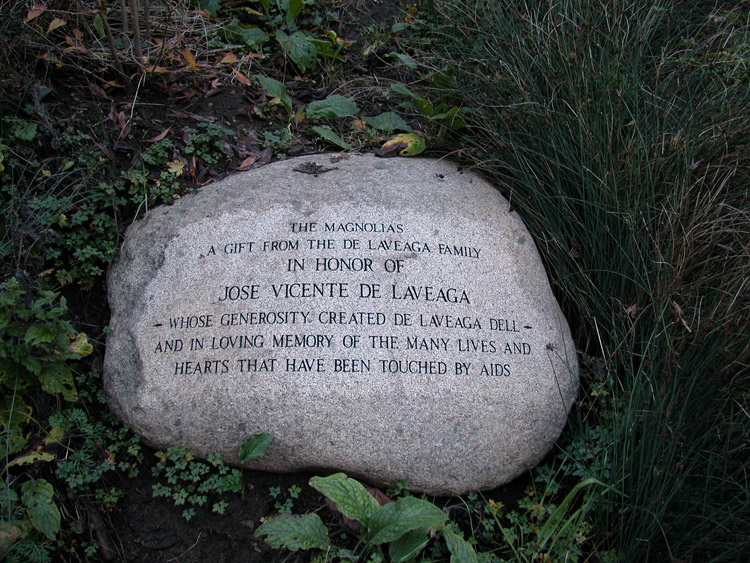 THE MAGNOLIAS
A GIFT FROM THE DE LAVEAGA FAMILY
IN HONOR OF
JOSE VICENTE DE LAVEAGA
- WHOSE GENEROSITY CREATED DE LAVEAGA DELL -
AND IN LOVING MEMORY OF THE MANY LIVES AND
HEARTS THAT HAVE BEEN TOUCHED BY AIDS